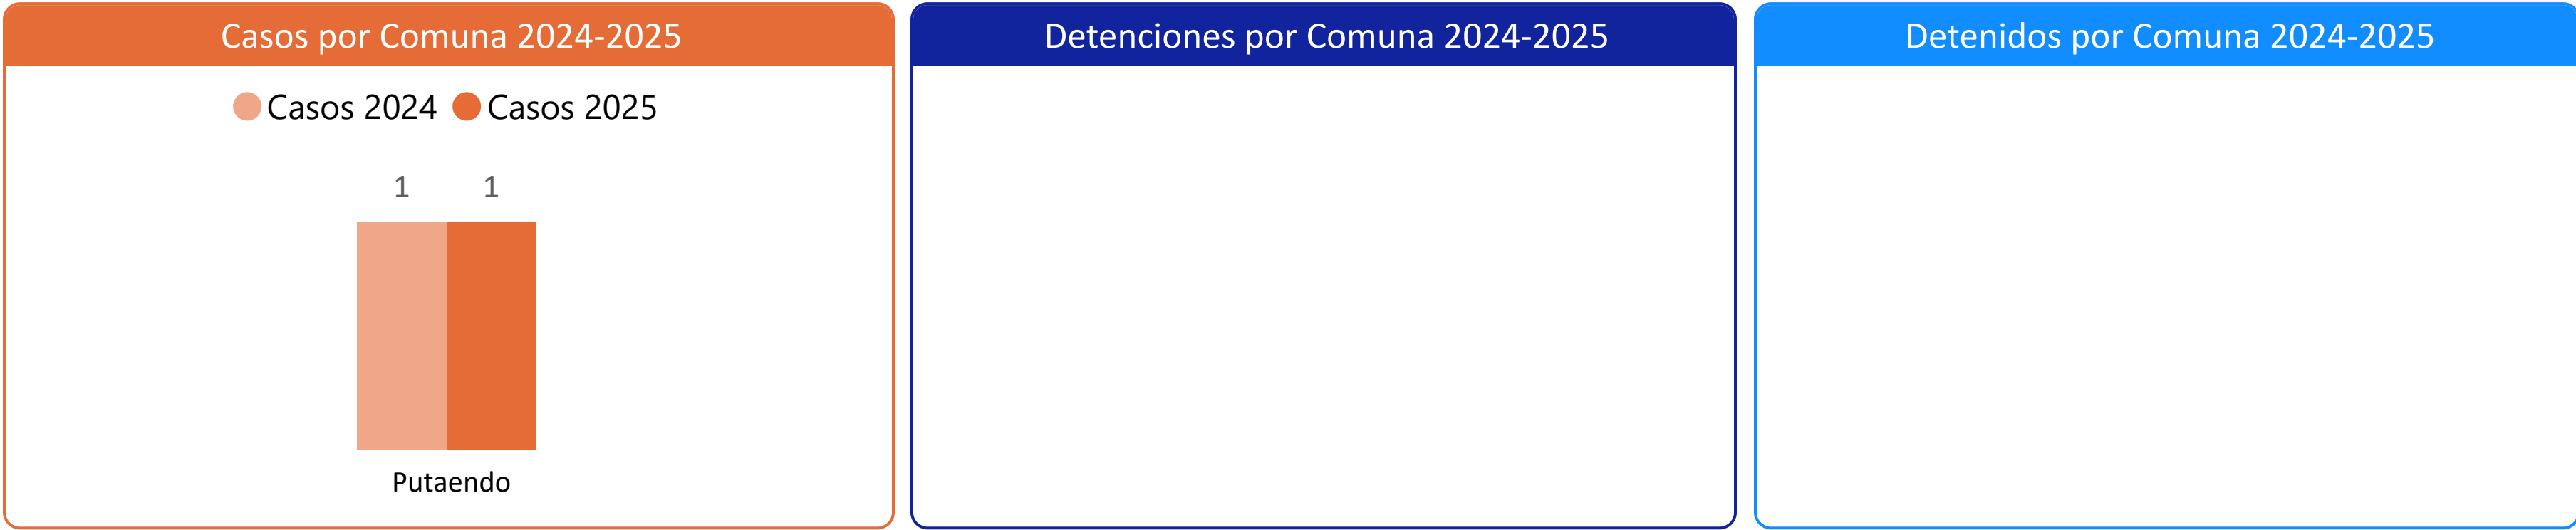 Casos por Comuna 2024-2025
Casos 2024 Casos 2025
1 1
Putaendo
Detenciones por Comuna 2024-2025
Detenidos por Comuna 2024-2025